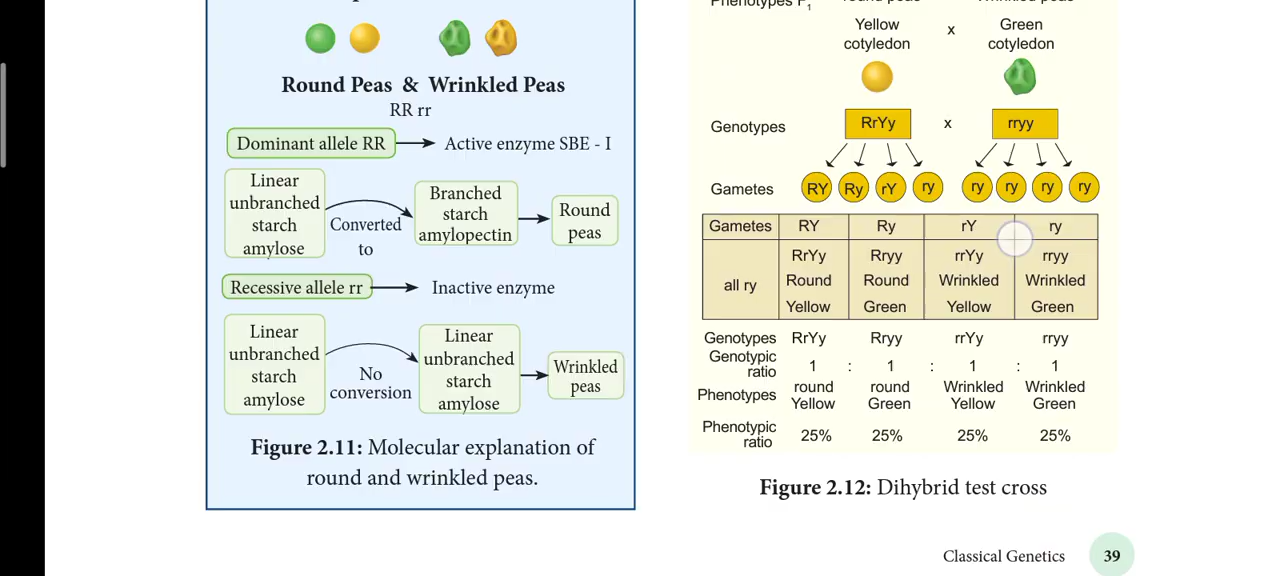 Round Peas & Wrinkled Peas
RR rr
Dominant allele RR
Active enzyme SBE - I
Linear
unbranched
starch
amylose
Converted
to
Branched
starch
amylopectin
Round
peas
Recessive allele rr
Inactive enzyme
Linear
unbranched
starch
amylose
No
conversion
Linear
unbranched
starch
amylose
Wrinkled
peas
Figure 2.11: Molecular explanation of
round and wrinkled peas.
Phenotypes F1
Yellow
cotyledon
x
Green
cotyledon
Genotypes RrYy x rryy
Gametes RY Ry rY ry ry ry ry ry
Gametes RY Ry rY ry
all ry
RrYy Rryy rrYy rryy
Round Round Wrinkled Wrinkled
Yellow Green Yellow Green
Genotypes RrYy Rryy rrYy rryy
Genotypic
ratio
1 : 1 : 1 : 1
Phenotypes
round round Wrinkled Wrinkled
Yellow Green Yellow Green
Phenotypic
ratio
25% 25% 25% 25%
Figure 2.12: Dihybrid test cross
Classical Genetics 39